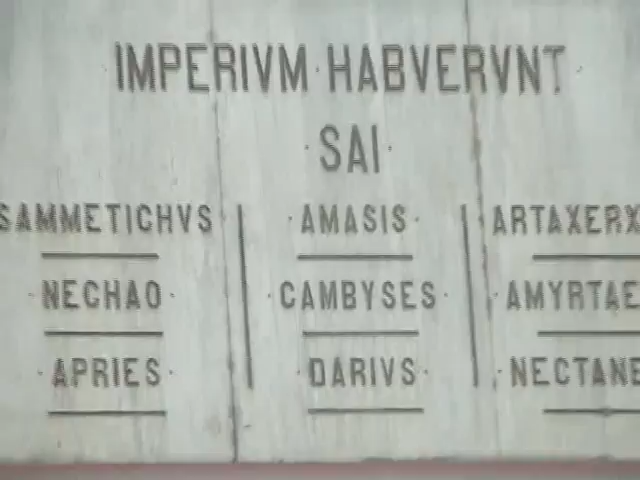 IMPERIVM · HABVERVNT ·
· SAI ·
SAMMETICHVS · AMASIS · ARTAXERX
· NECHAO · · CAMBYSES · · AMYRTAE
· APRIES · · DARIVS · · NECTANE